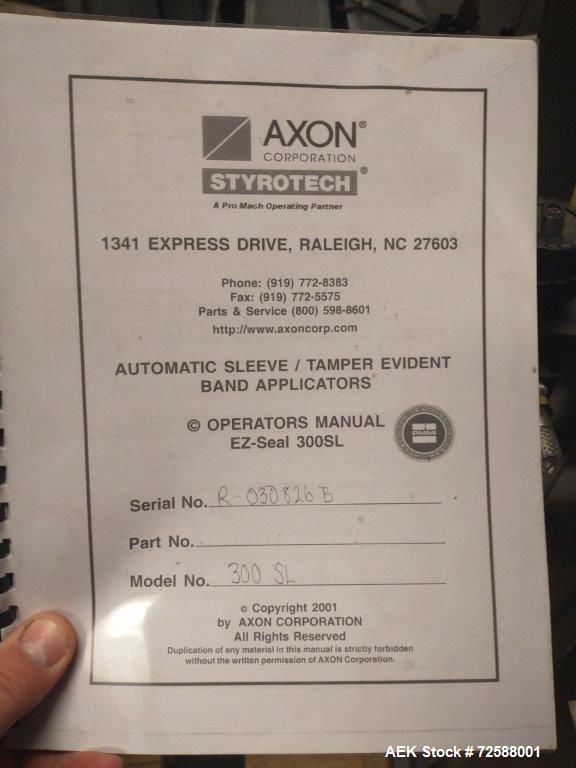 AXON®
CORPORATION
STYROTECH®
A Pro Mach Operating Partner
1341 EXPRESS DRIVE, RALEIGH, NC 27603
Phone: (919) 772-8383
Fax: (919) 772-5575
Parts & Service (800) 598-8601
http://www.axoncorp.com
AUTOMATIC SLEEVE / TAMPER EVIDENT
BAND APPLICATORS
© OPERATORS MANUAL
EZ-Seal 300SL
PMMI
Serial No. R-030826B
Part No.
Model No. 300 SL
© Copyright 2001
by AXON CORPORATION
All Rights Reserved
Duplication of any material in this manual is strictly forbidden
without the written permission of AXON Corporation.
AEK Stock # 72588001